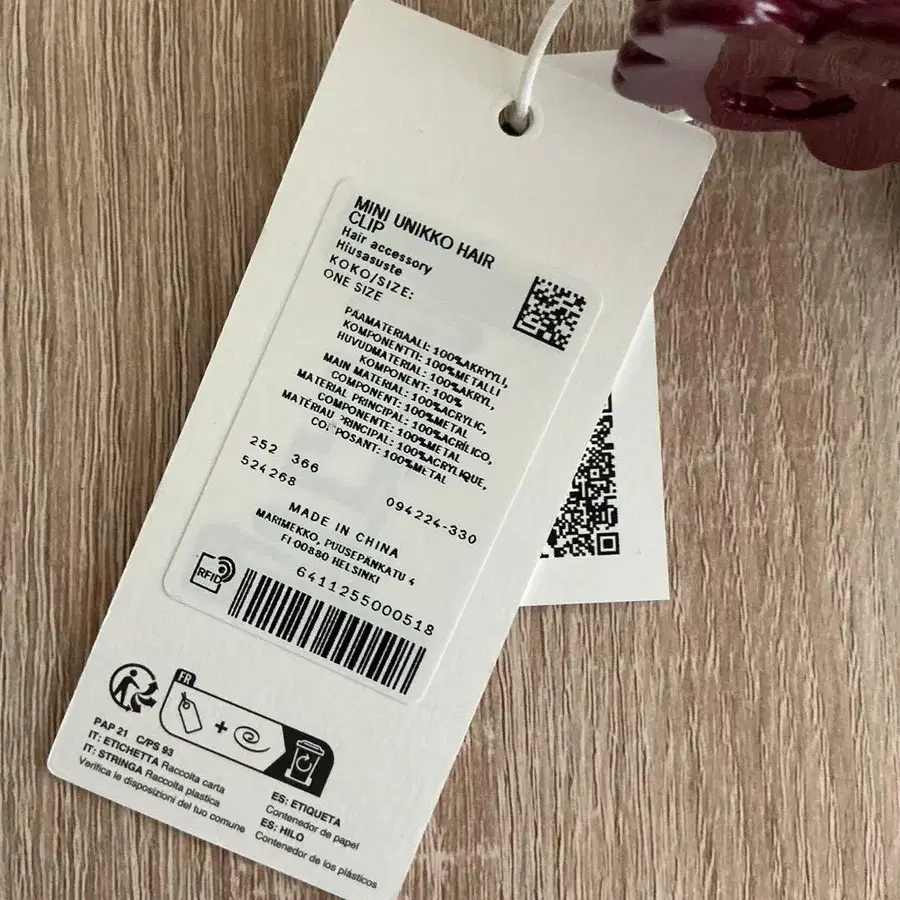 MINI UNIKKO HAIR
CLIP
Hair accessory
Hiusasuste
KOKO/SIZE:
ONE SIZE
PÄÄMATERIAALI: 100%AKRYYLI,
KOMPONENTTI: 100%METALLI
HUVUDMATERIAL: 100%AKRYL,
KOMPONENT: 100%
MAIN MATERIAL: 100%ACRYLIC,
COMPONENT: 100%METAL
MATERIAL PRINCIPAL: 100%ACRÍLICO,
COMPONENTE: 100%METAL
MATÉRIAU PRINCIPAL: 100%ACRYLIQUE,
COMPOSANT: 100%METAL
252 366
524268
094224-330
MADE IN CHINA
MARIMEKKO, PUUSEPÄNKATU 4
FI 00880 HELSINKI
RFID
6411255000518
FR
PAP 21 C/PS 93
IT: ETICHETTA Raccolta carta
IT: STRINGA Raccolta plastica
Verifica le disposizioni del tuo comune
ES: ETIQUETA
Contenedor de papel
ES: HILO
Contenedor de los plásticos